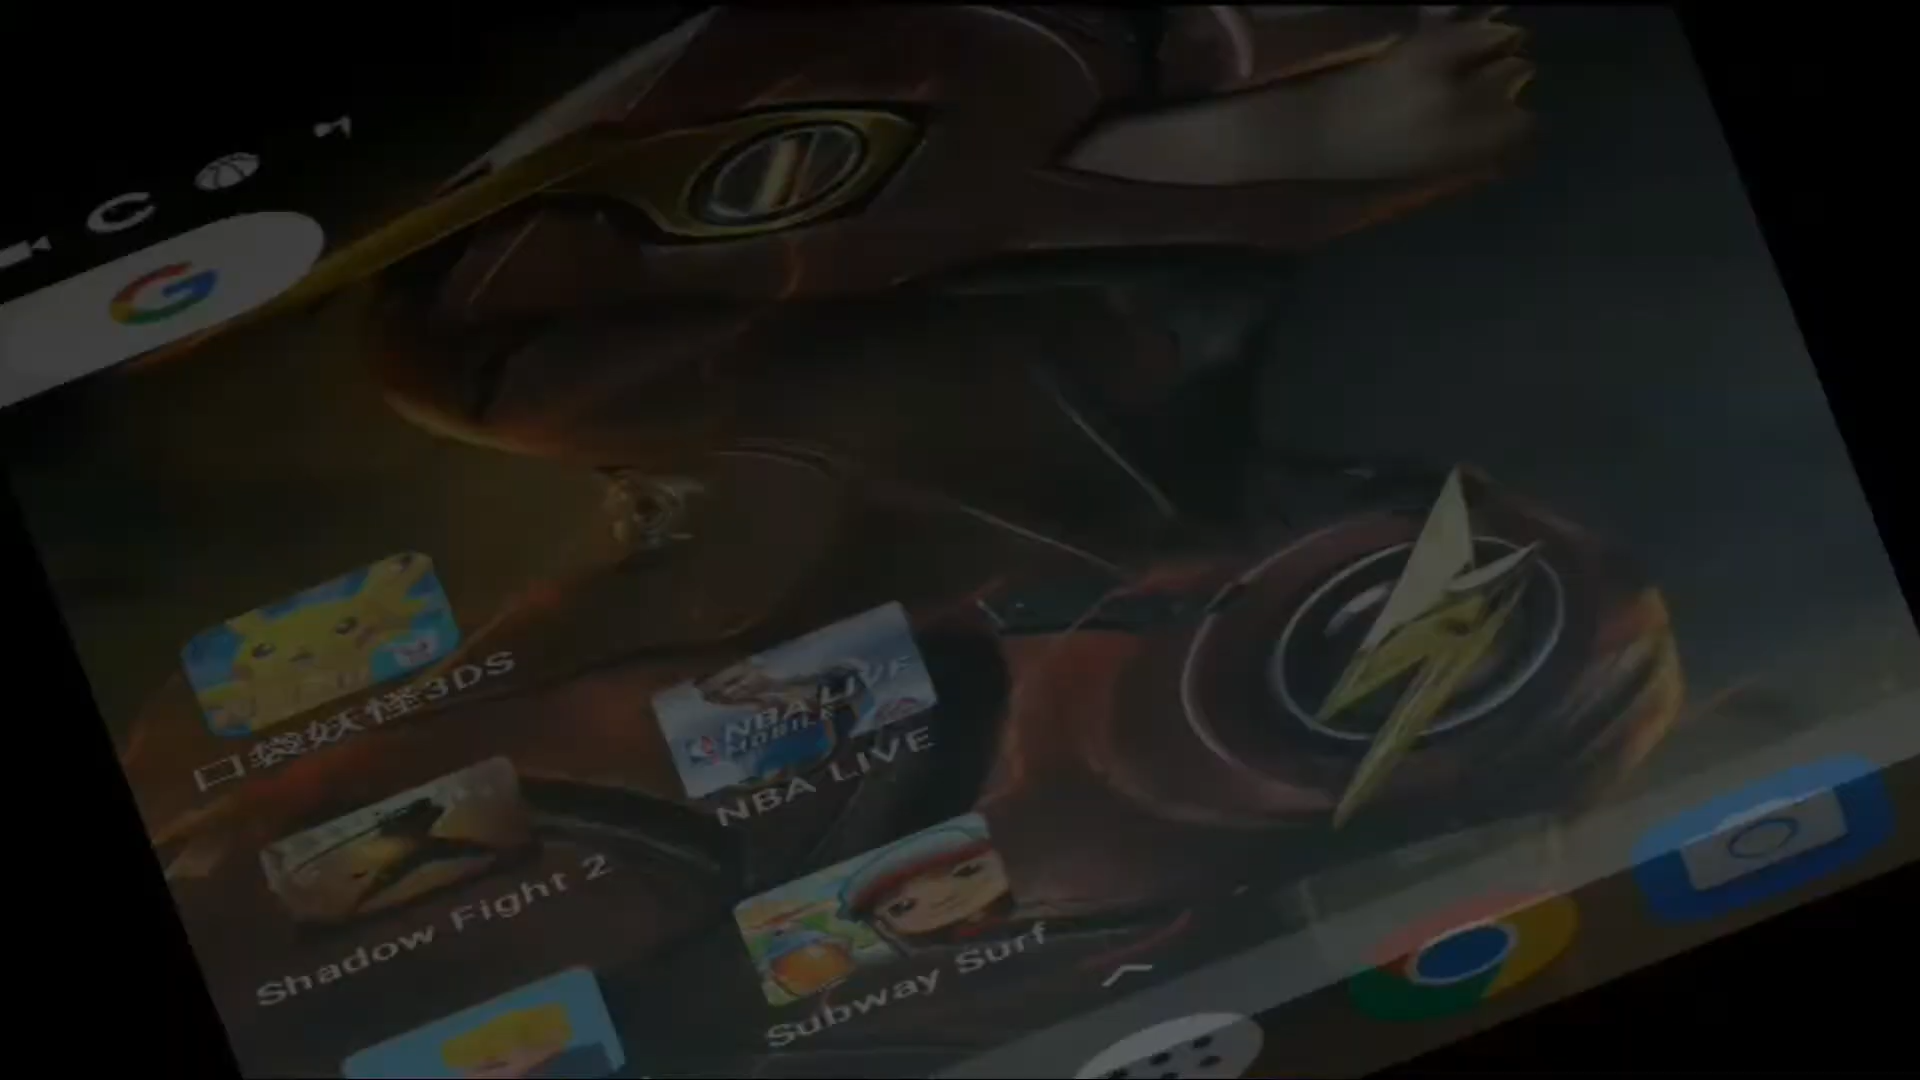 口袋妖怪3DS
NBA LIVE
MOBILE
NBA LIVE
Shadow Fight 2
Subway Surf